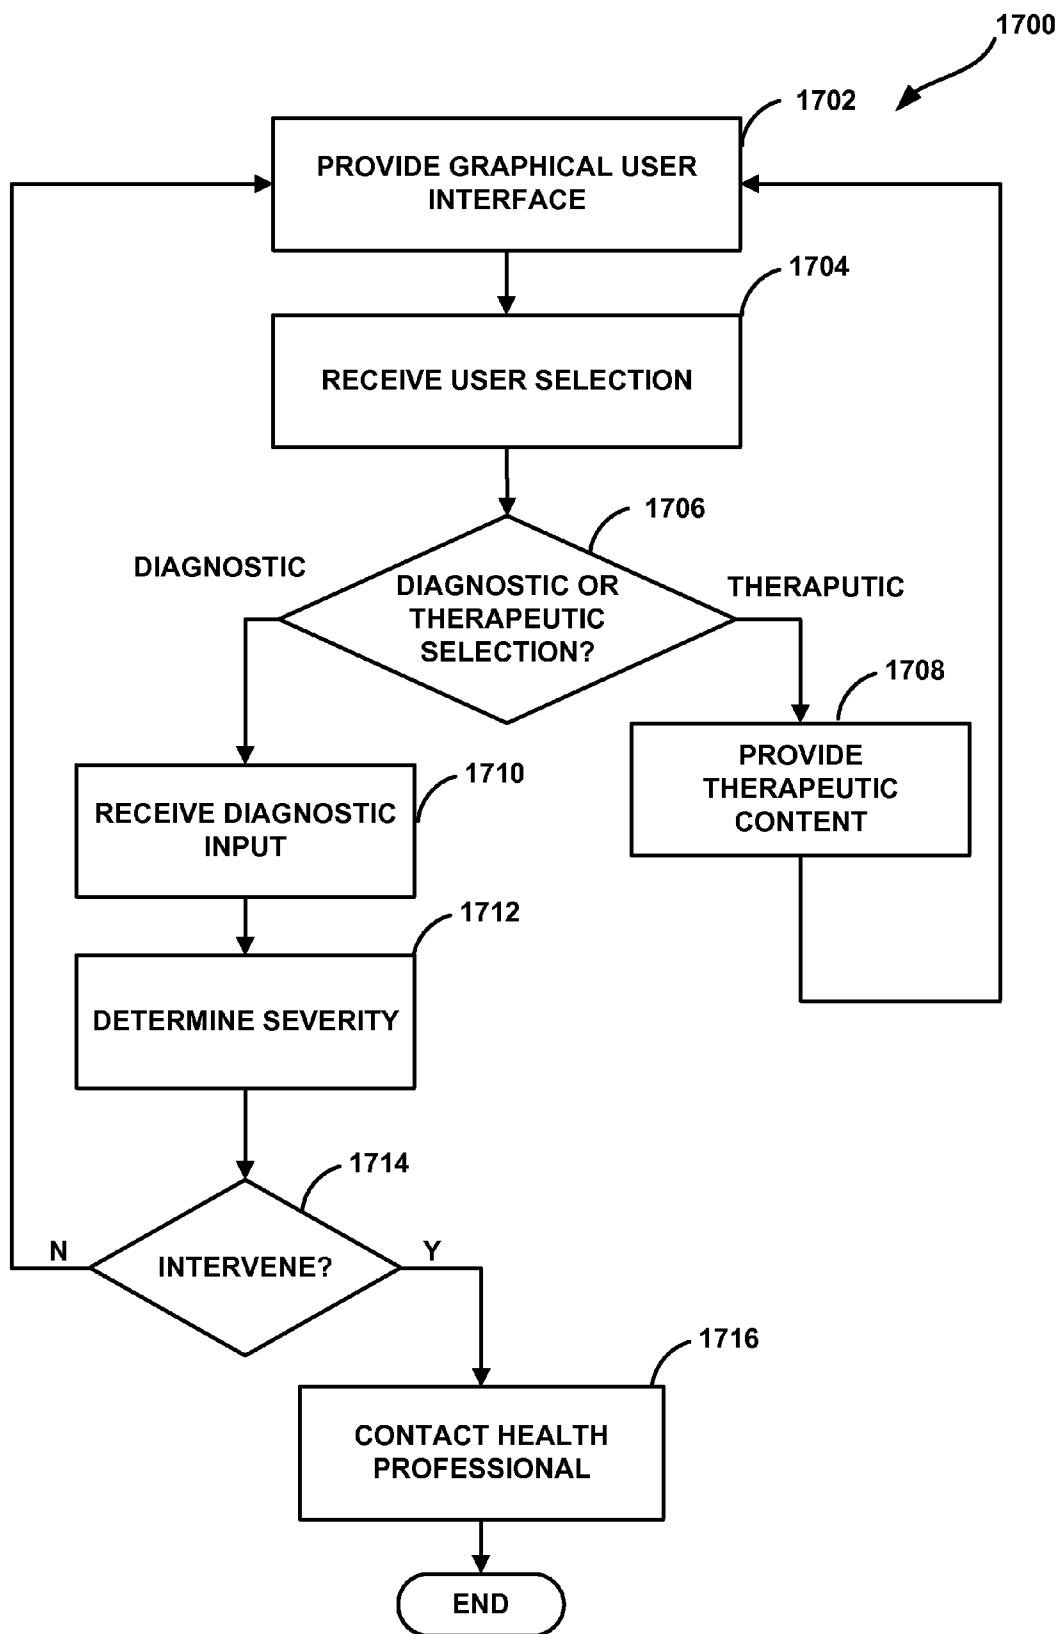 1700
1702
PROVIDE GRAPHICAL USER
INTERFACE
1704
RECEIVE USER SELECTION
1706
DIAGNOSTIC
DIAGNOSTIC OR
THERAPEUTIC
SELECTION?
THERAPUTIC
1708
PROVIDE
THERAPEUTIC
CONTENT
1710
RECEIVE DIAGNOSTIC
INPUT
1712
DETERMINE SEVERITY
1714
N
INTERVENE?
Y
1716
CONTACT HEALTH
PROFESSIONAL
END